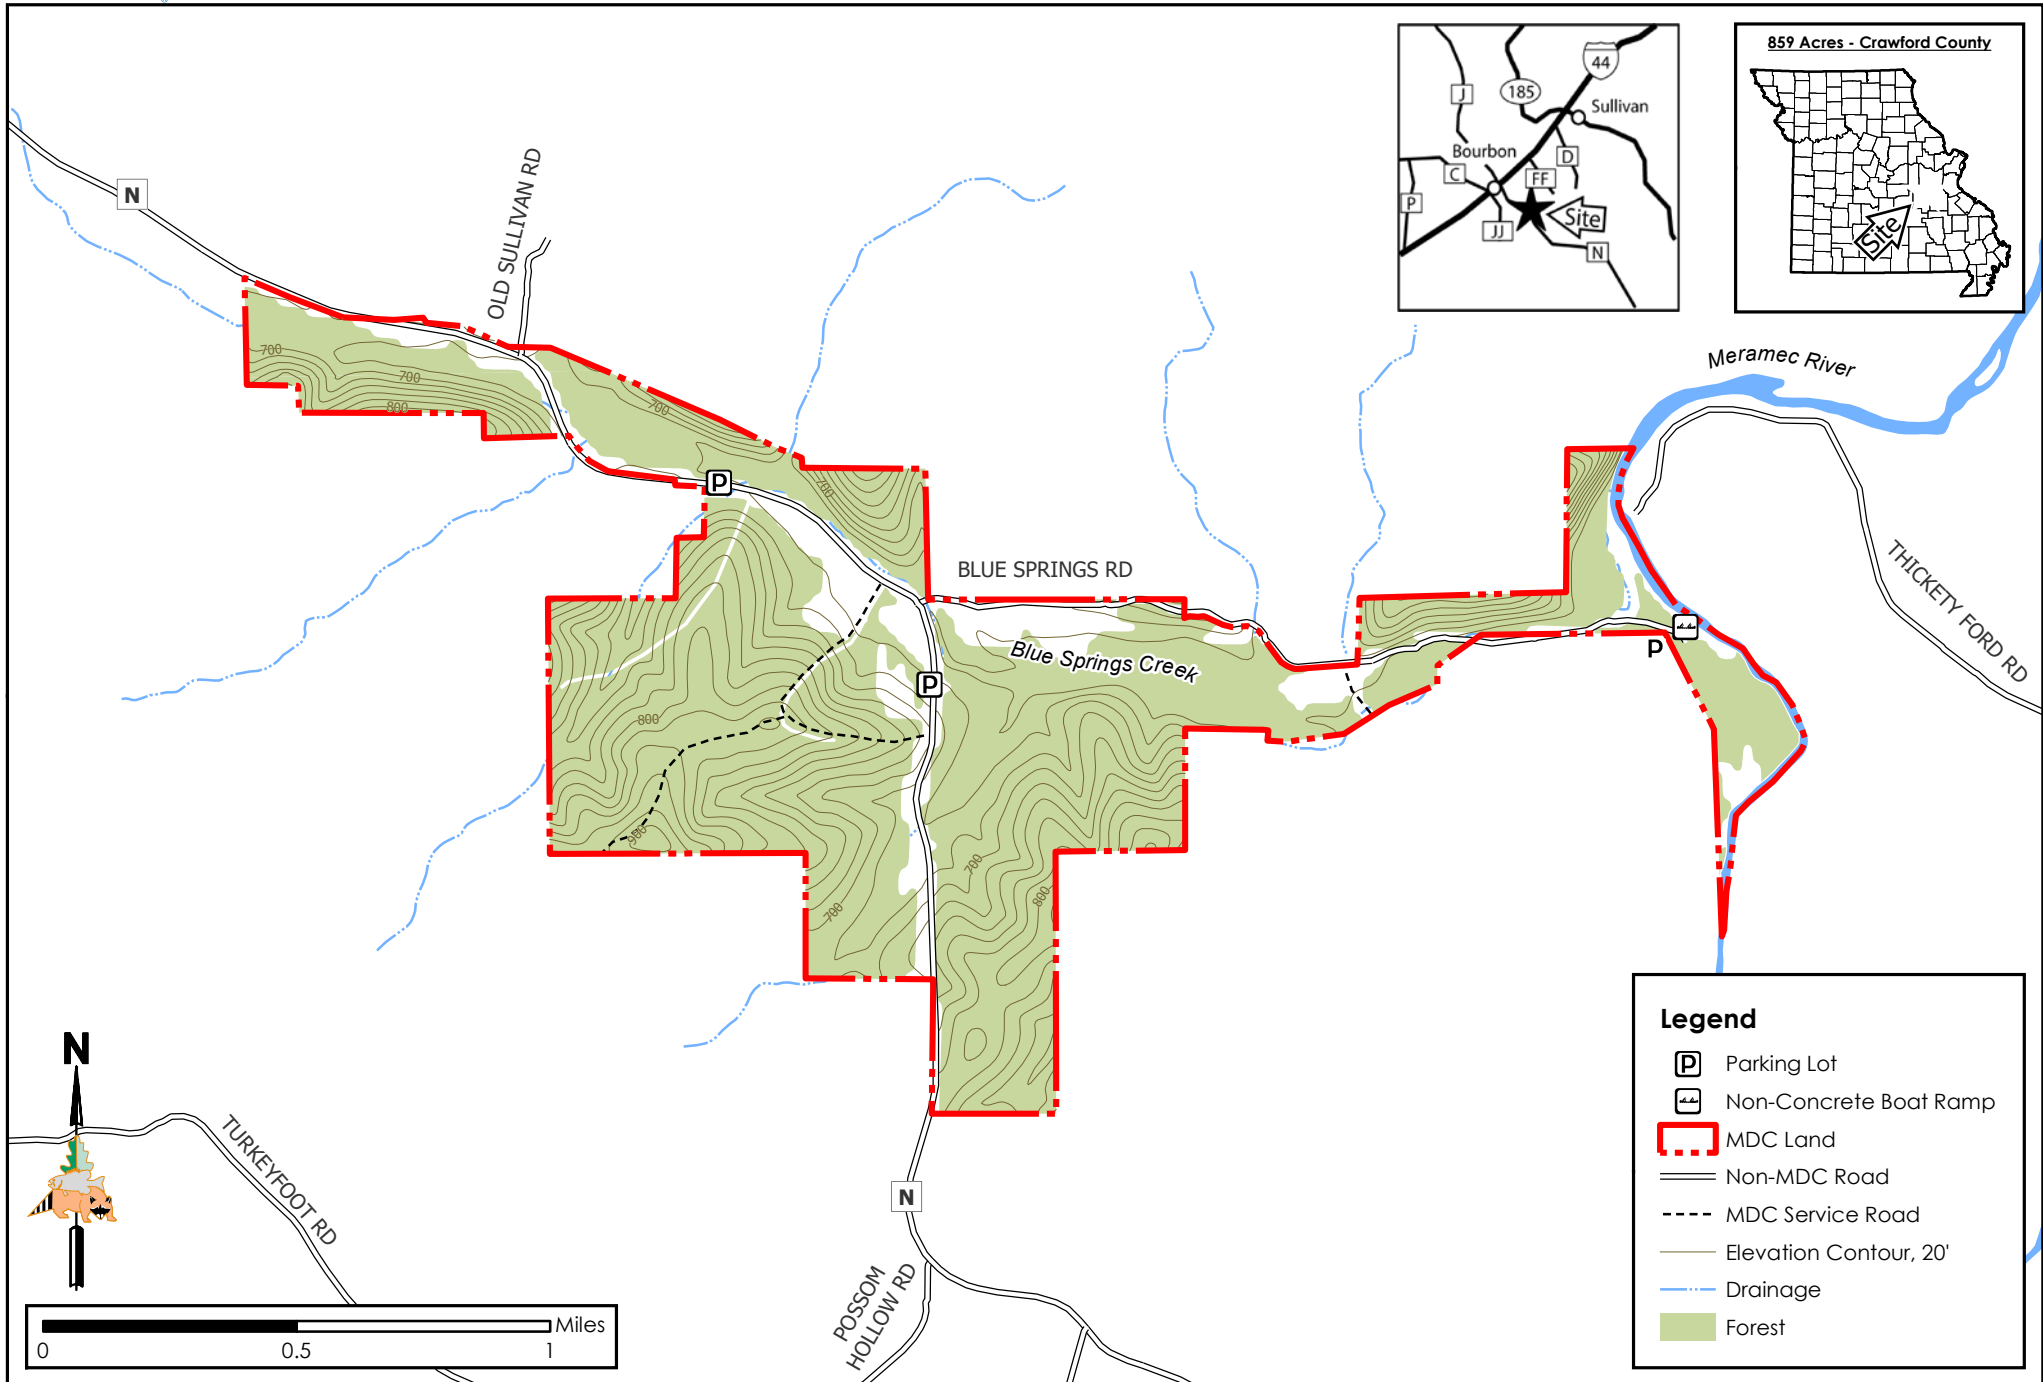 859 Acres - Crawford County
44
185
J
Sullivan
Bourbon
D
C
FF
P
Site
JJ
N
Site
N
OLD SULLIVAN RD
Meramec River
700
700
800
700
P
700
BLUE SPRINGS RD
THICKETY FORD RD
Blue Springs Creek
P
P
800
900
700
800
700
N
TURKEYFOOT RD
N
POSSOM
HOLLOW RD
Miles
0
0.5
1
Legend
P
Parking Lot
Non-Concrete Boat Ramp
MDC Land
Non-MDC Road
MDC Service Road
Elevation Contour, 20'
Drainage
Forest